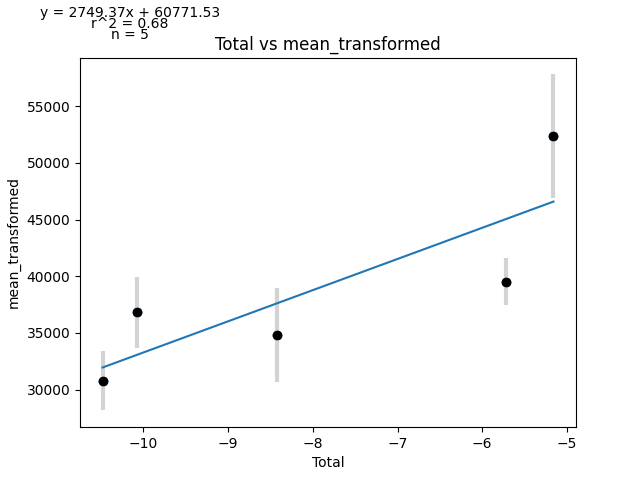 y = 2749.37x + 60771.53
r^2 = 0.68
n = 5
Total vs mean_transformed
55000
50000
45000
40000
35000
30000
mean_transformed
−10
−9
−8
−7
−6
−5
Total